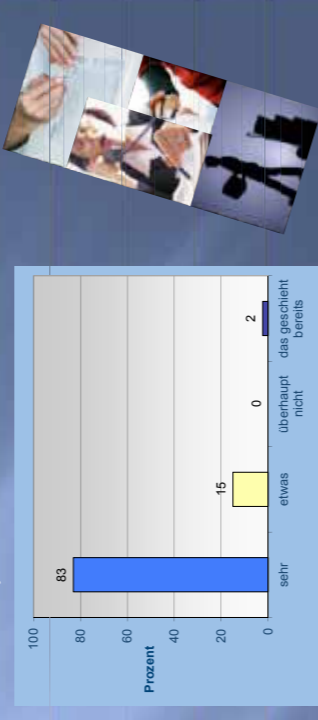 100
80
60
40
20
0
Prozent
83
15
0
2
sehr
etwas
überhaupt
nicht
das geschieht
bereits